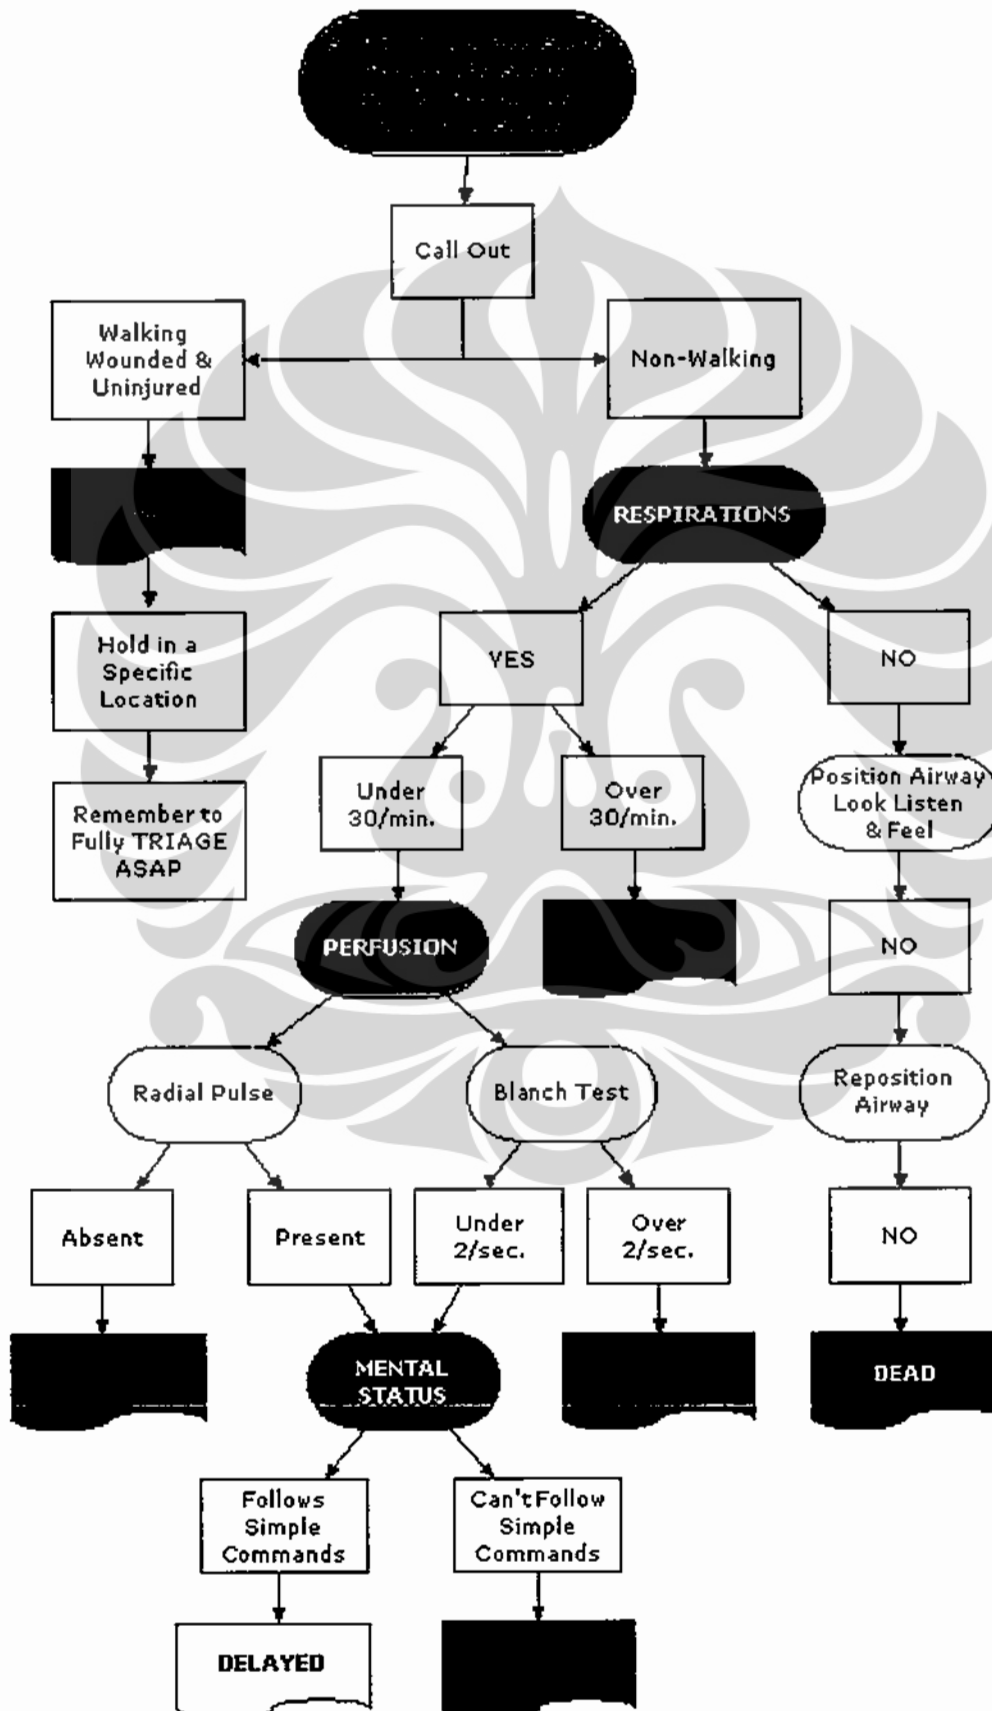 Call Out
Walking
Wounded &
Uninjured
Non-Walking
RESPIRATIONS
Hold in a
Specific
Location
YES
NO
Remember to
Fully TRIAGE
ASAP
Under
30/min.
Over
30/min.
Position Airway
Look Listen
& Feel
PERFUSION
NO
Radial Pulse
Blanch Test
Reposition
Airway
Absent
Present
Under
2/sec.
Over
2/sec.
NO
MENTAL
STATUS
DEAD
Follows
Simple
Commands
Can't Follow
Simple
Commands
DELAYED